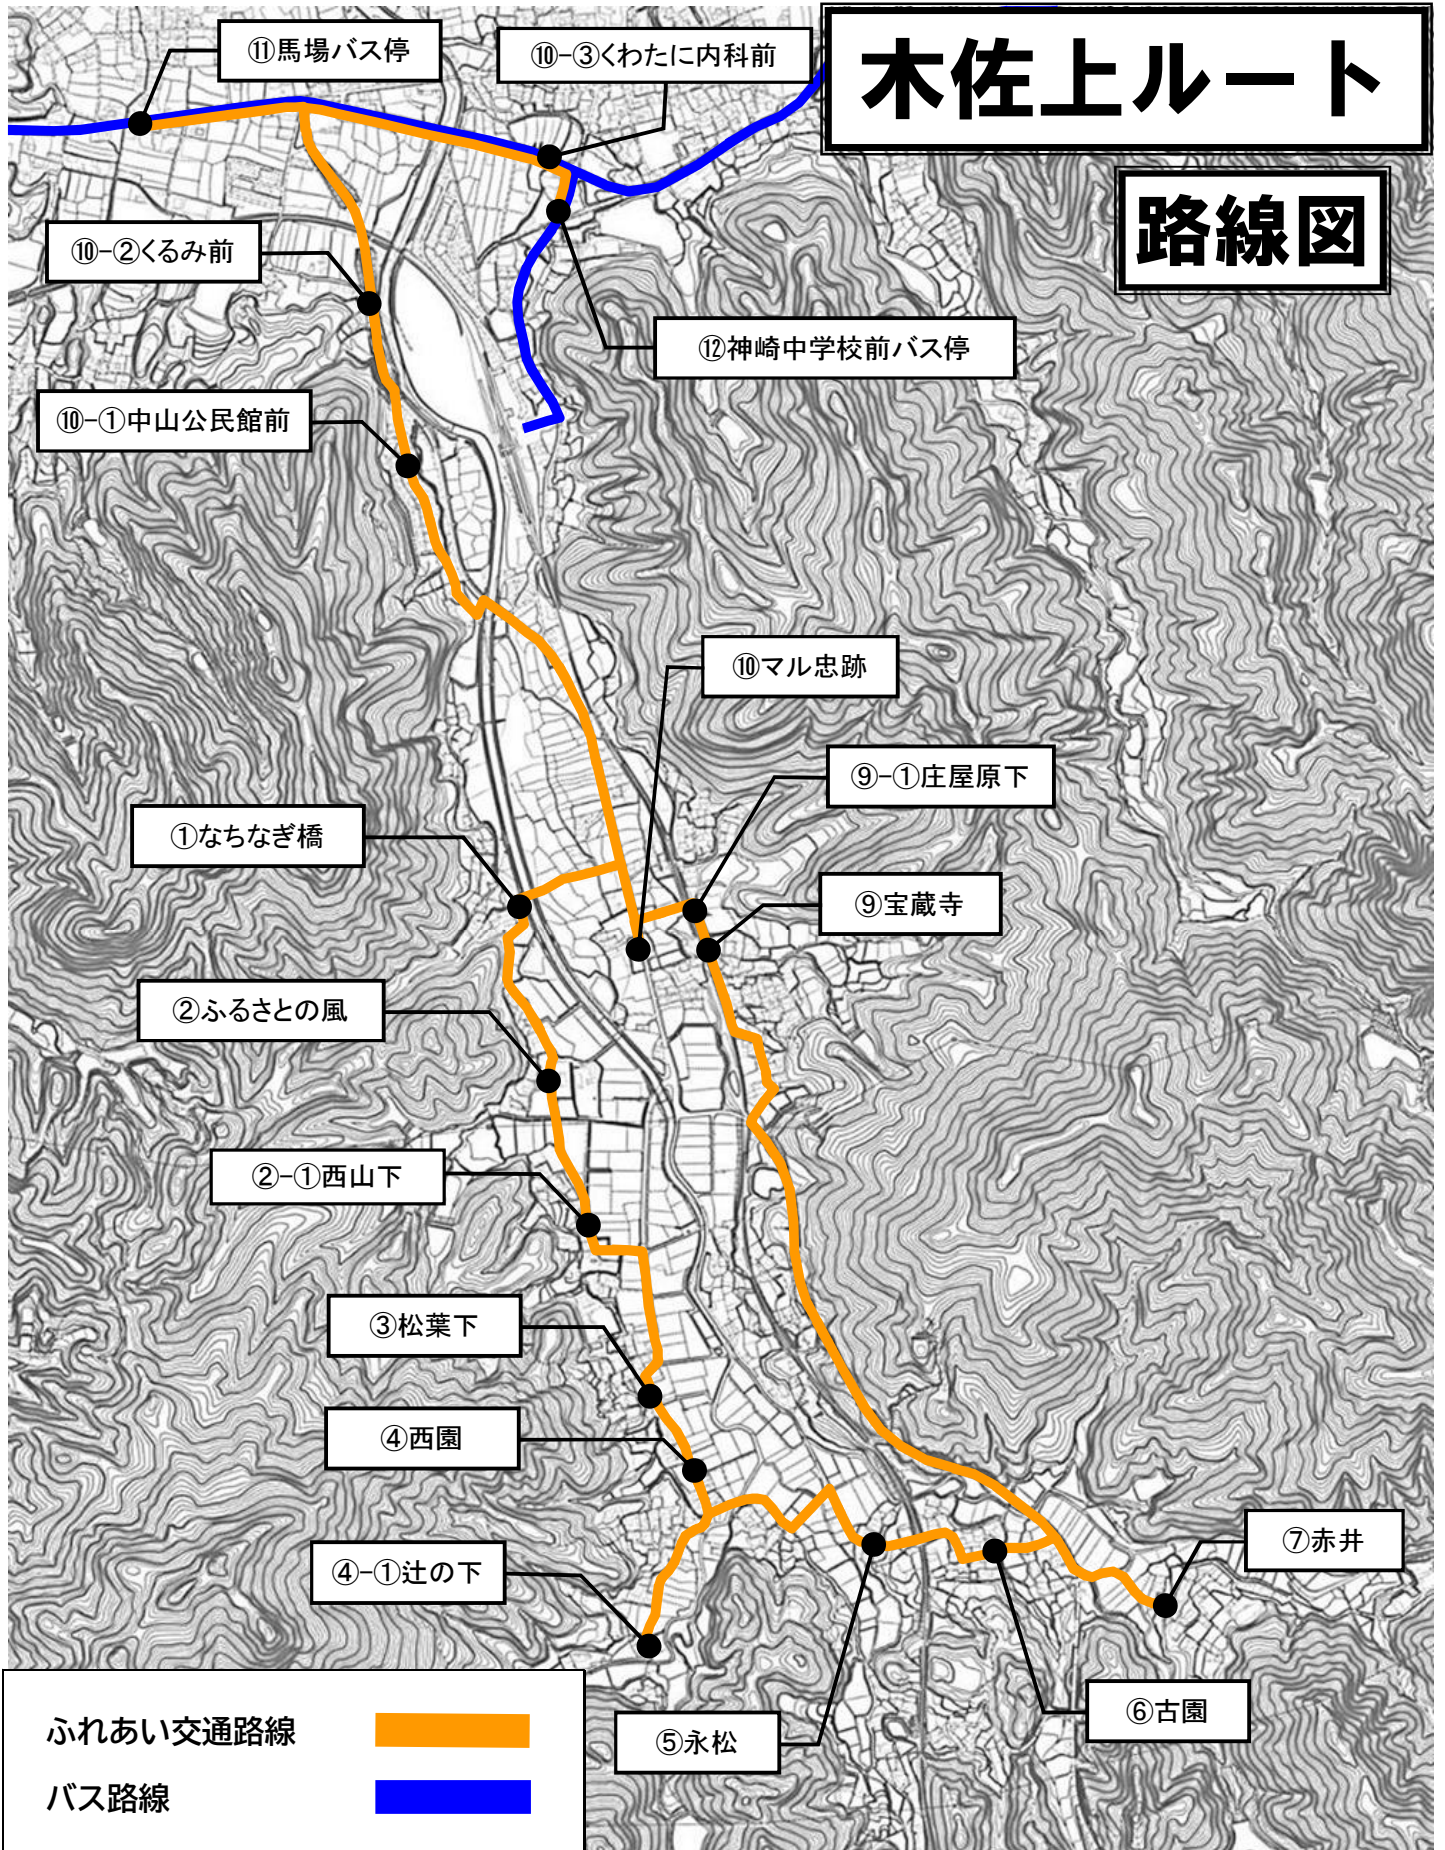 木佐上ルート
路線図
⑪馬場バス停
⑩-③くわたに内科前
⑩-②くるみ前
⑫神崎中学校前バス停
⑩-①中山公民館前
⑩マル忠跡
⑨-①庄屋原下
①なちなぎ橋
⑨宝蔵寺
②ふるさとの風
②-①西山下
③松葉下
④西園
⑦赤井
④-①辻の下
⑥古園
⑤永松
ふれあい交通路線
バス路線